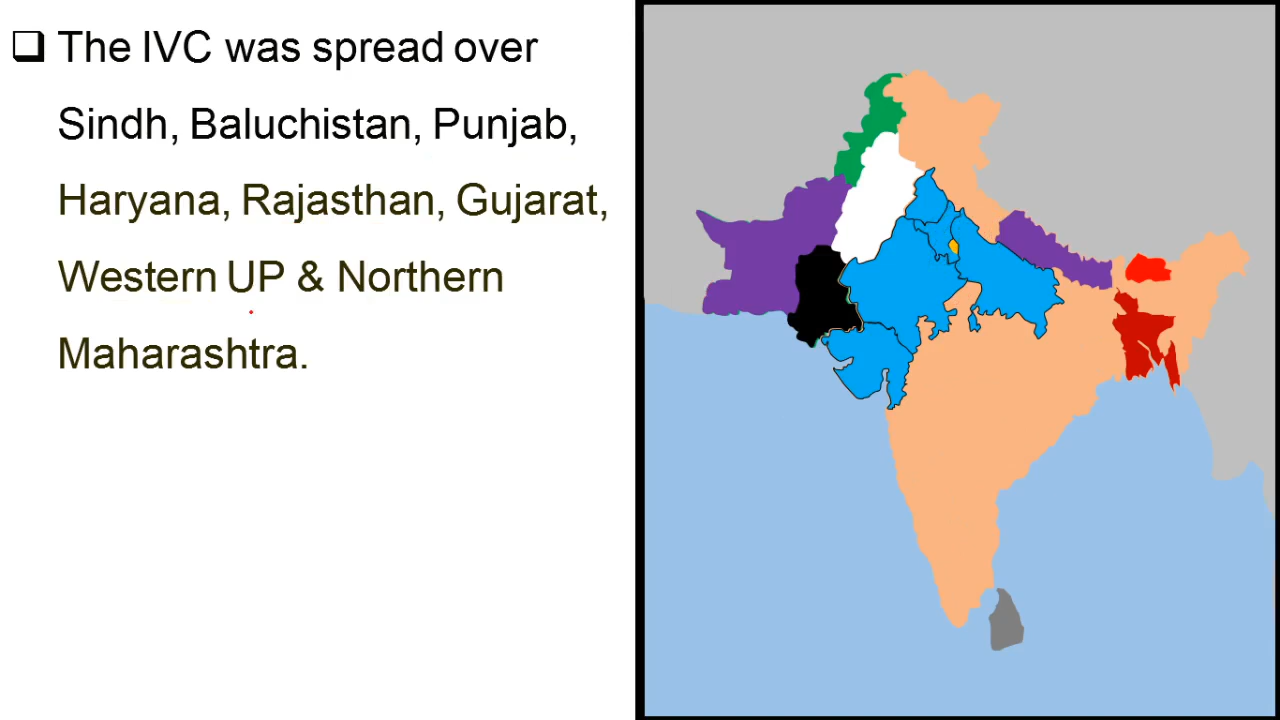 The IVC was spread over
Sindh, Baluchistan, Punjab,
Haryana, Rajasthan, Gujarat,
Western UP & Northern
Maharashtra.